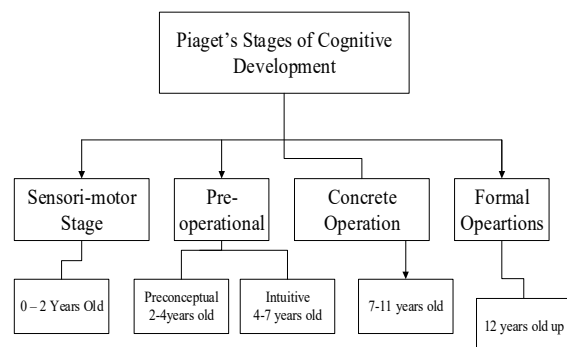 Piaget’s Stages of Cognitive
Development
Sensori-motor
Stage
Pre-
operational
Concrete
Operation
Formal
Opeartions
0 – 2 Years Old
Preconceptual
2-4years old
Intuitive
4-7 years old
7-11 years old
12 years old up